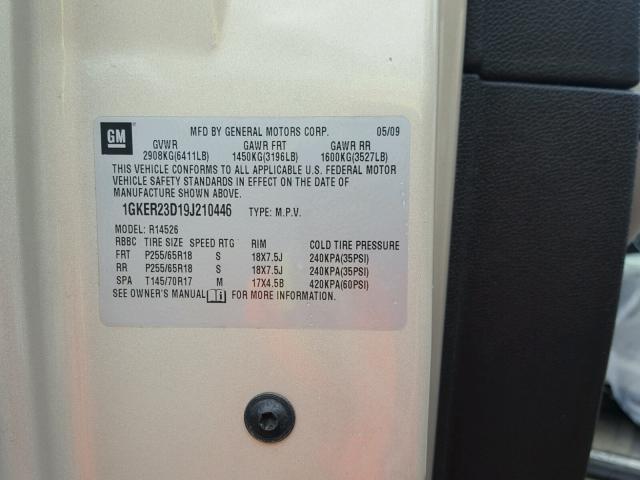 GM
MFD BY GENERAL MOTORS CORP. 05/09
GVWR GAWR FRT GAWR RR
2908KG(6411LB) 1450KG(3196LB) 1600KG(3527LB)
THIS VEHICLE CONFORMS TO ALL APPLICABLE U.S. FEDERAL MOTOR
VEHICLE SAFETY STANDARDS IN EFFECT ON THE DATE OF
MANUFACTURE SHOWN ABOVE.
1GKER23D19J210446 TYPE: M.P.V.
MODEL: R14526
RBBC TIRE SIZE SPEED RTG RIM COLD TIRE PRESSURE
FRT P255/65R18 S 18X7.5J 240KPA(35PSI)
RR P255/65R18 S 18X7.5J 240KPA(35PSI)
SPA T145/70R17 M 17X4.5B 420KPA(60PSI)
SEE OWNER'S MANUAL FOR MORE INFORMATION.